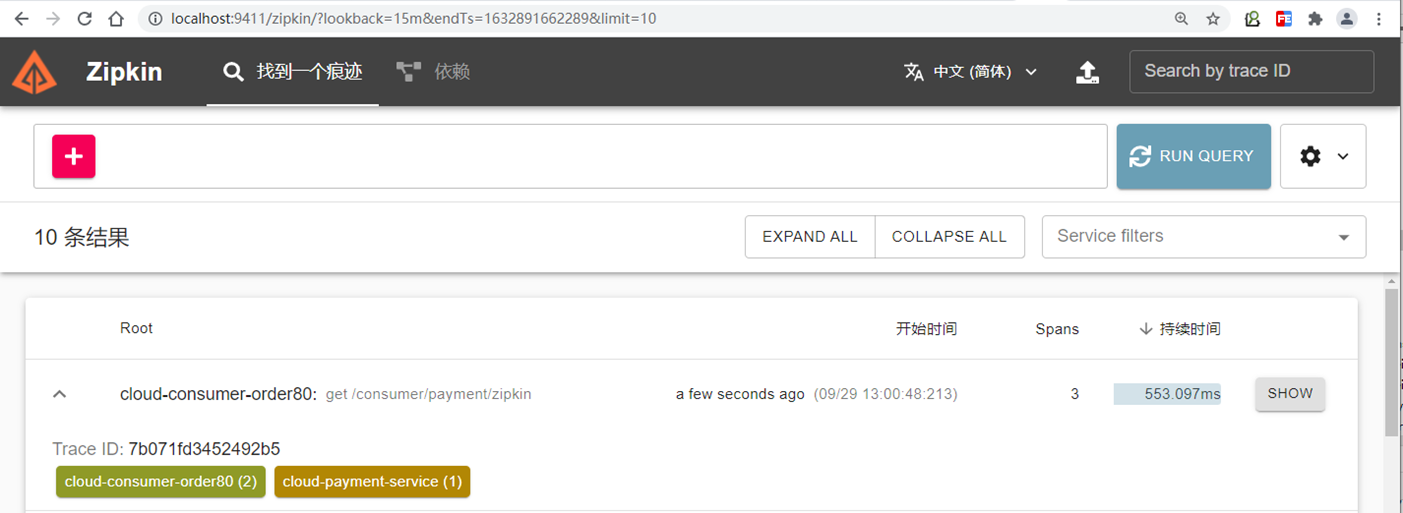 localhost:9411/zipkin/?lookback=15m&endTs=1632891662289&limit=10
Zipkin 找到一个痕迹 依赖 中文 (简体) Search by trace ID
RUN QUERY
10 条结果 EXPAND ALL COLLAPSE ALL Service filters
Root 开始时间 Spans 持续时间
cloud-consumer-order80: get /consumer/payment/zipkin a few seconds ago (09/29 13:00:48:213) 3 553.097ms SHOW
Trace ID: 7b071fd3452492b5
cloud-consumer-order80 (2) cloud-payment-service (1)